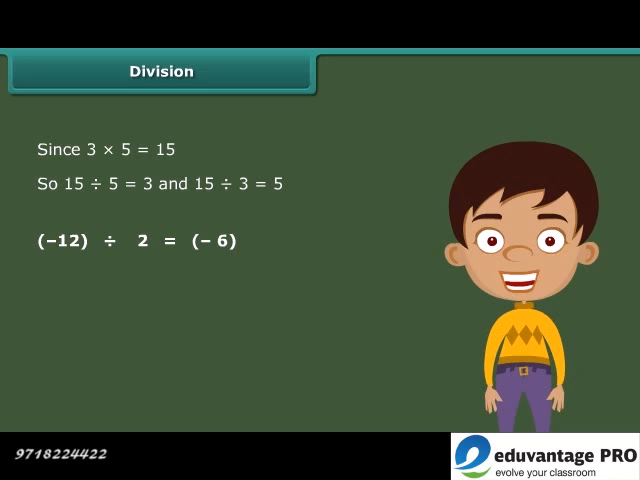 Division
Since 3 × 5 = 15
So 15 ÷ 5 = 3 and 15 ÷ 3 = 5
(–12) ÷ 2 = (– 6)
9718224422
eduvantage PRO
evolve your classroom